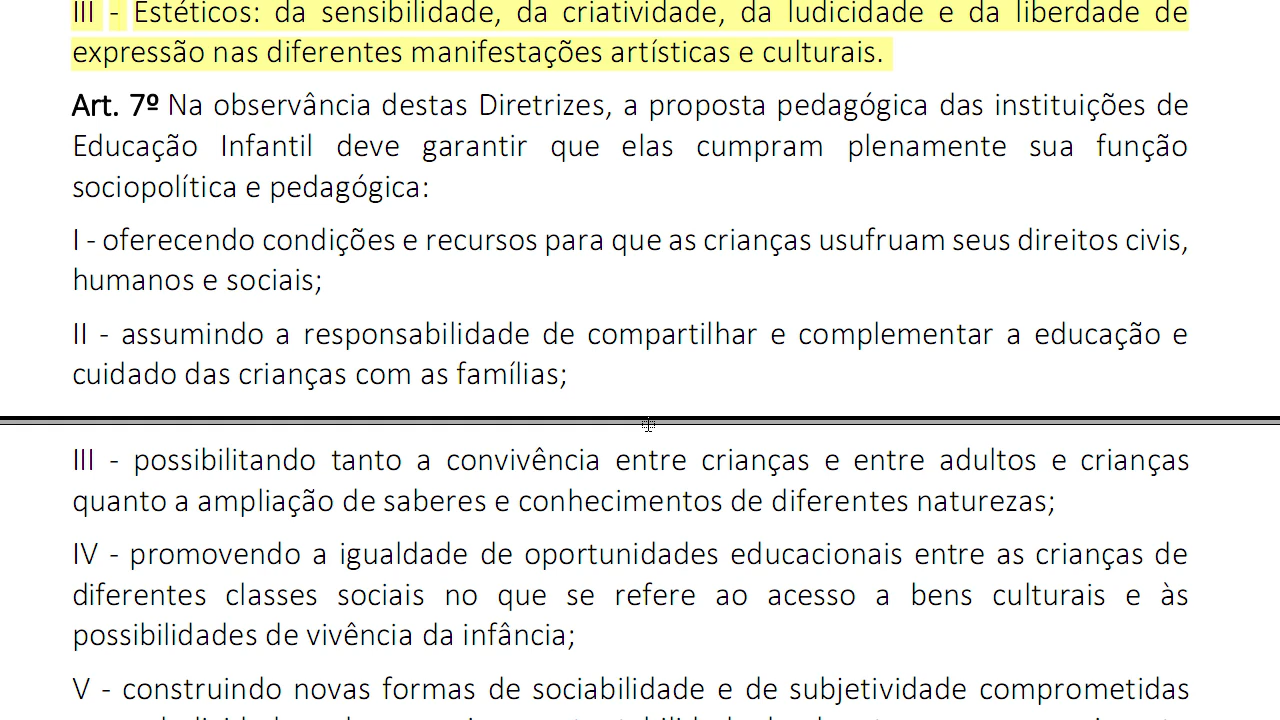 III - Estéticos: da sensibilidade, da criatividade, da ludicidade e da liberdade de
expressão nas diferentes manifestações artísticas e culturais.
Art. 7º Na observância destas Diretrizes, a proposta pedagógica das instituições de
Educação Infantil deve garantir que elas cumpram plenamente sua função
sociopolítica e pedagógica:
I - oferecendo condições e recursos para que as crianças usufruam seus direitos civis,
humanos e sociais;
II - assumindo a responsabilidade de compartilhar e complementar a educação e
cuidado das crianças com as famílias;
III - possibilitando tanto a convivência entre crianças e entre adultos e crianças
quanto a ampliação de saberes e conhecimentos de diferentes naturezas;
IV - promovendo a igualdade de oportunidades educacionais entre as crianças de
diferentes classes sociais no que se refere ao acesso a bens culturais e às
possibilidades de vivência da infância;
V - construindo novas formas de sociabilidade e de subjetividade comprometidas